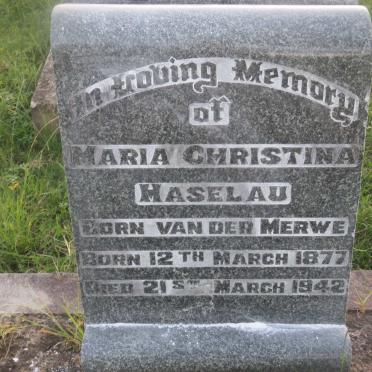 In Loving Memory
of
MARIA CHRISTINA
HASELAU
BORN VAN DER MERWE
BORN 12TH MARCH 1877
DIED 21ST MARCH 1942